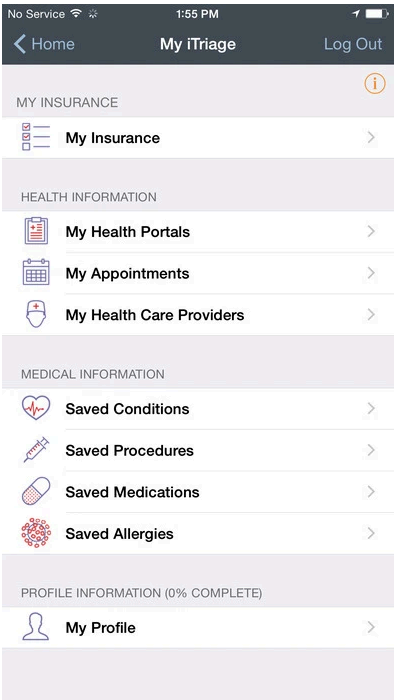 No Service 1:55 PM
Home My iTriage Log Out
i
MY INSURANCE
My Insurance
HEALTH INFORMATION
My Health Portals
My Appointments
My Health Care Providers
MEDICAL INFORMATION
Saved Conditions
Saved Procedures
Saved Medications
Saved Allergies
PROFILE INFORMATION (0% COMPLETE)
My Profile